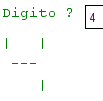 Digito ? 4
|   |
 ---
    |